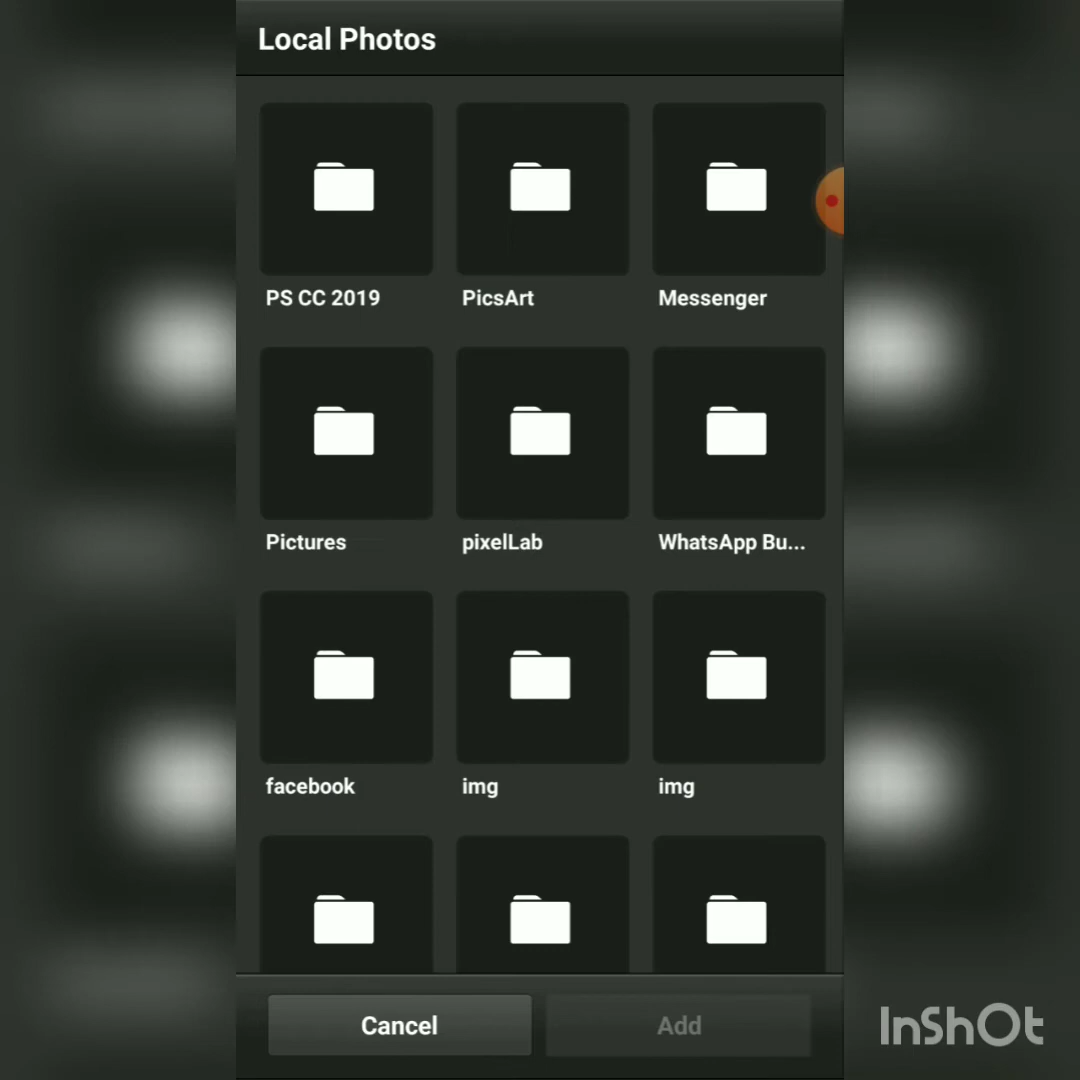 Local Photos
PS CC 2019
PicsArt
Messenger
Pictures
pixelLab
WhatsApp Bu...
facebook
img
img
Cancel
Add
InShOt